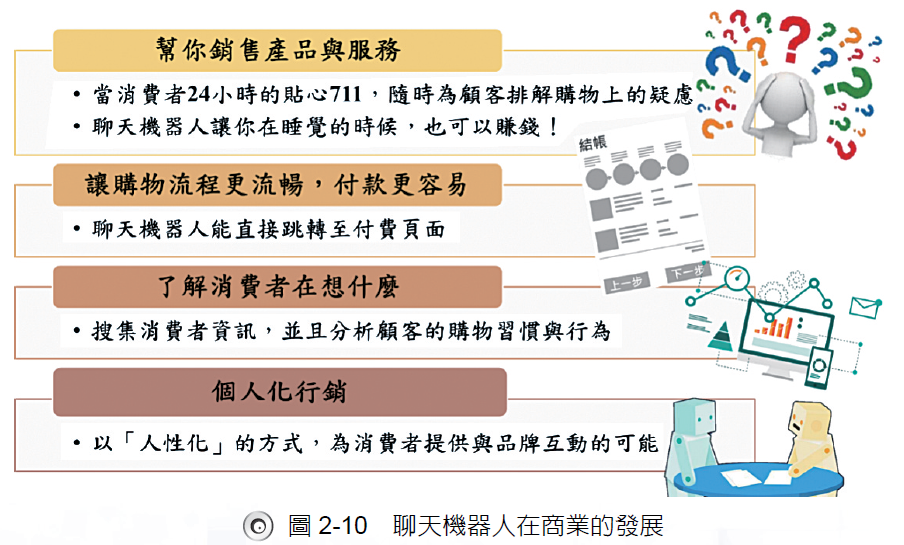 幫你銷售產品與服務
• 當消費者24小時的貼心711，隨時為顧客排解購物上的疑慮
• 聊天機器人讓你在睡覺的時候，也可以賺錢！
結帳
讓購物流程更流暢，付款更容易
• 聊天機器人能直接跳轉至付費頁面
上一步 下一步
了解消費者在想什麼
• 搜集消費者資訊，並且分析顧客的購物習慣與行為
個人化行銷
• 以「人性化」的方式，為消費者提供與品牌互動的可能
圖 2-10 聊天機器人在商業的發展